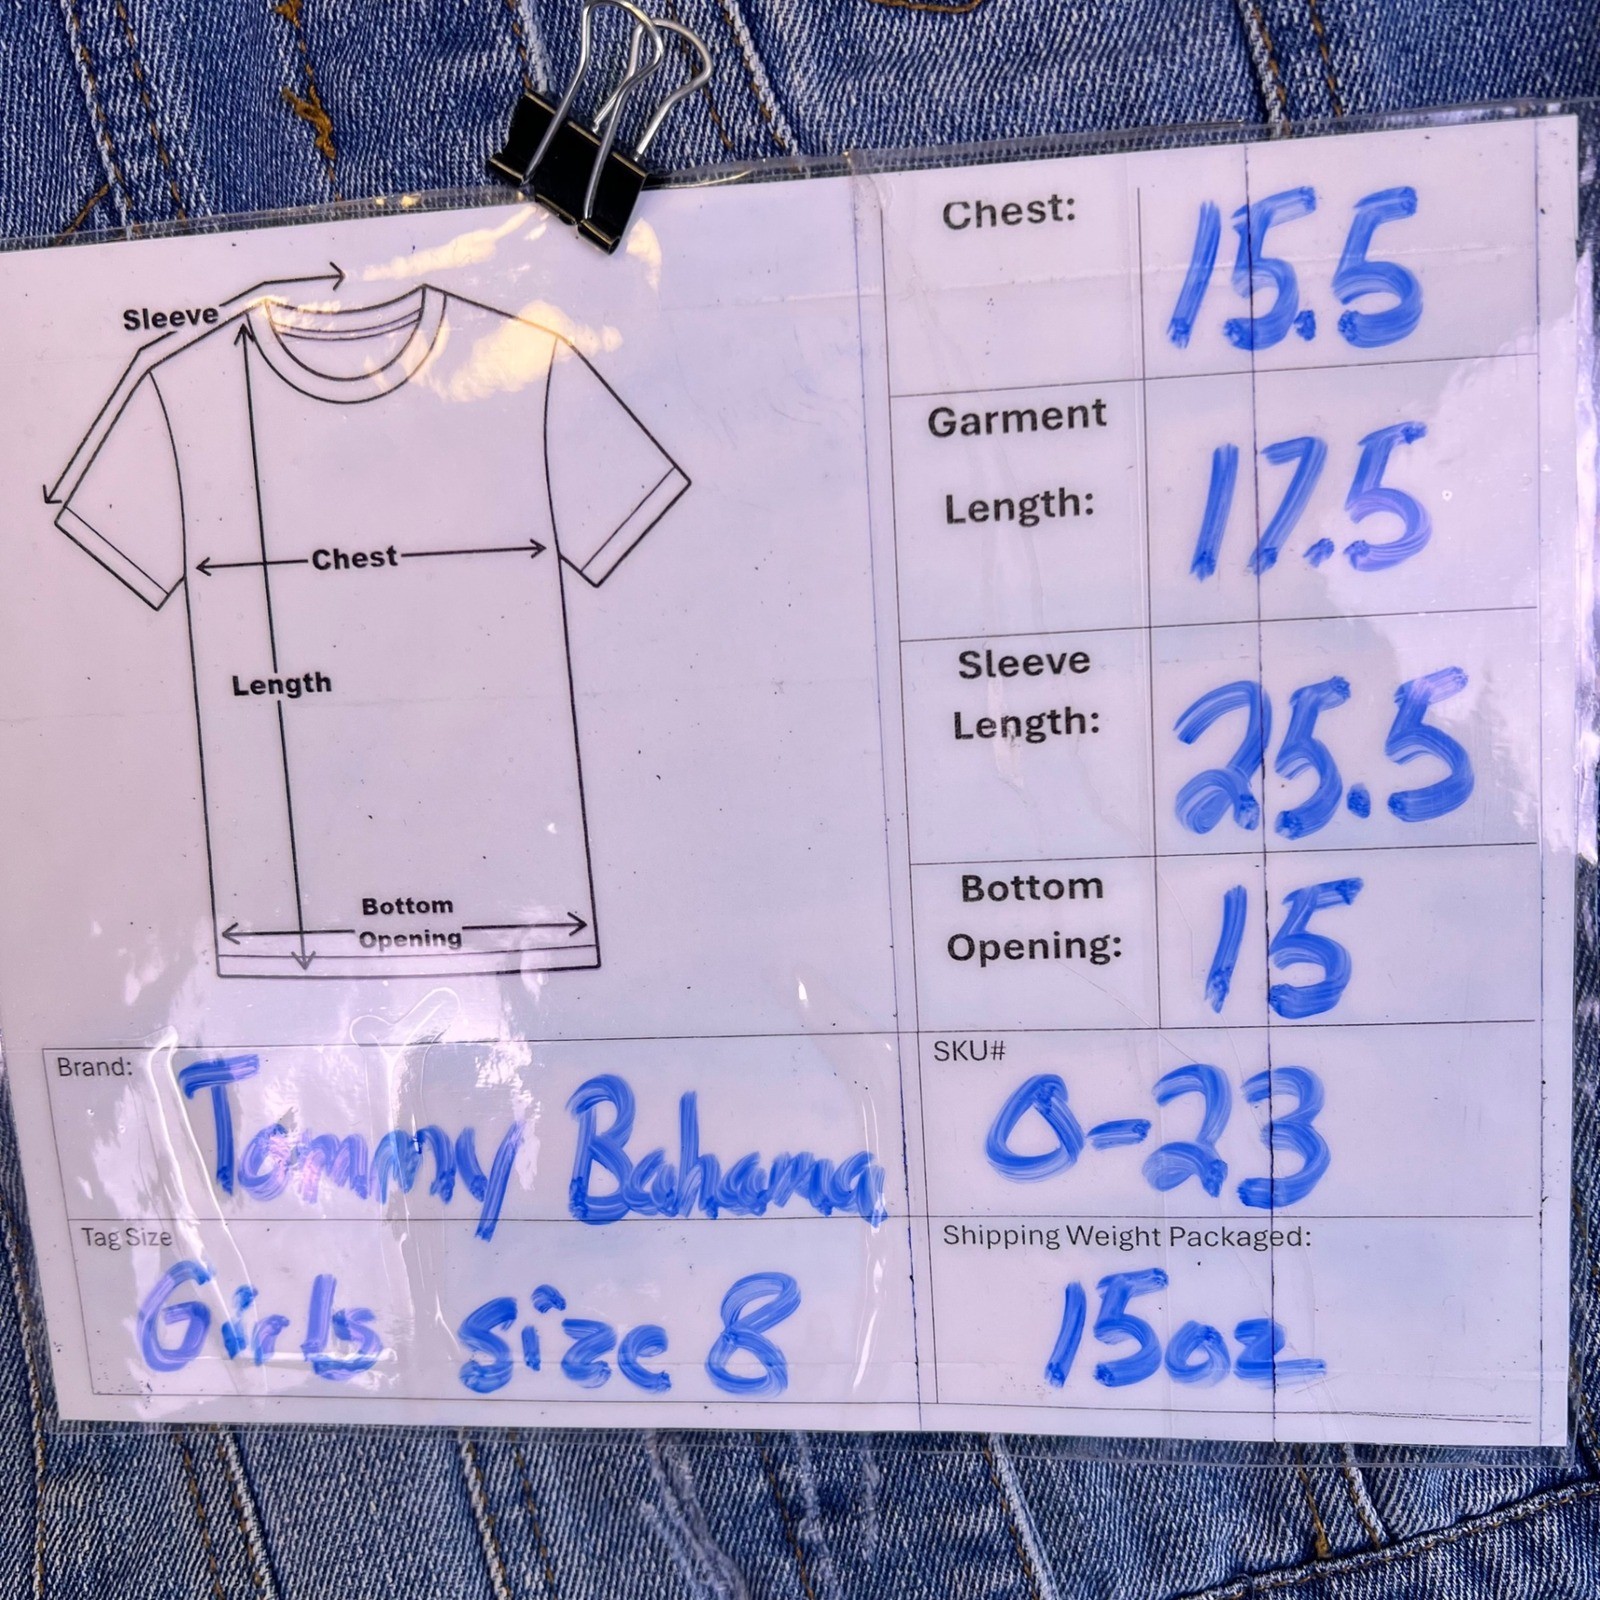 Sleeve
Chest
Length
Bottom
Opening
Chest: 15.5
Garment
Length: 17.5
Sleeve
Length: 25.5
Bottom
Opening: 15
Brand: Tommy Bahama
SKU# 0-23
Tag Size Girls size 8
Shipping Weight Packaged: 15oz